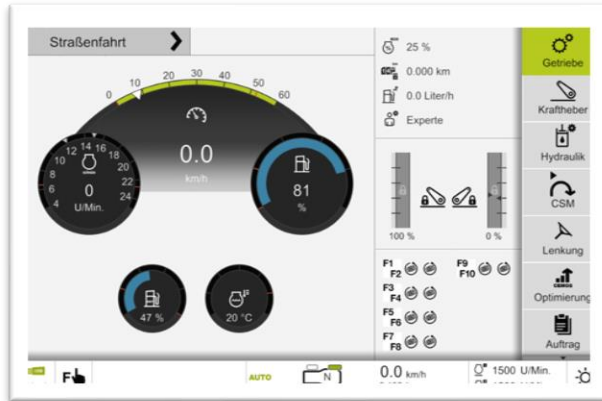 Straßenfahrt
0 10 20 30 40 50 60
0.0
km/h
4 6 8 10 12 14 16 18 20 22 24
0
U/Min.
81
%
47 %
20 °C
25 %
0.000 km
0.0 Liter/h
Experte
100 %
0 %
F1
F2
F9
F10
F3
F4
F5
F6
F7
F8
Getriebe
Kraftheber
Hydraulik
CSM
Lenkung
Optimierung
Auftrag
F
AUTO
N
0.0 km/h
1500 U/Min.